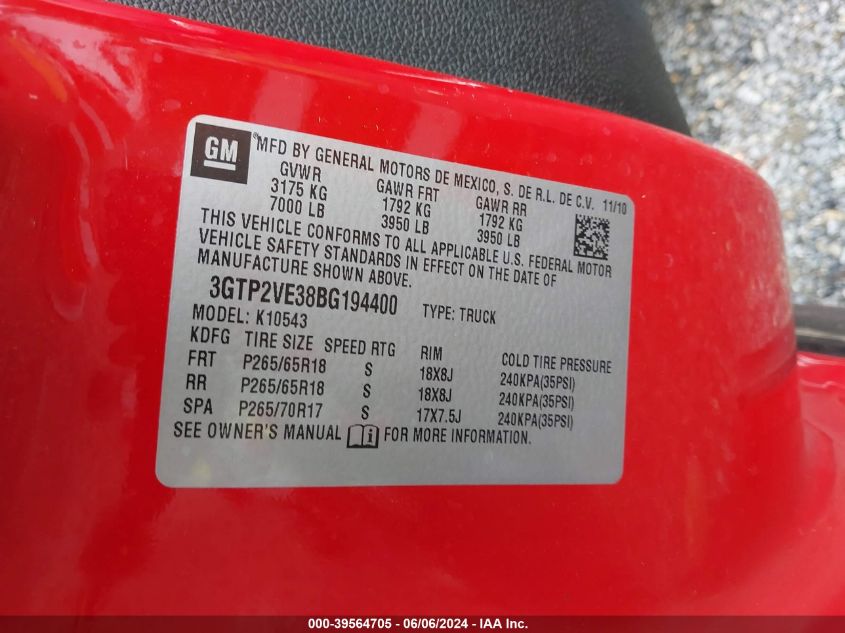 GM ®MFD BY GENERAL MOTORS DE MEXICO, S. DE R.L. DE C.V. 11/10
GVWR GAWR FRT GAWR RR
3175 KG 1792 KG 1792 KG
7000 LB 3950 LB 3950 LB
THIS VEHICLE CONFORMS TO ALL APPLICABLE U.S. FEDERAL MOTOR
VEHICLE SAFETY STANDARDS IN EFFECT ON THE DATE OF
MANUFACTURE SHOWN ABOVE.
3GTP2VE38BG194400 TYPE: TRUCK
MODEL: K10543
KDFG TIRE SIZE SPEED RTG RIM COLD TIRE PRESSURE
FRT P265/65R18 S 18X8J 240KPA(35PSI)
RR P265/65R18 S 18X8J 240KPA(35PSI)
SPA P265/70R17 S 17X7.5J 240KPA(35PSI)
SEE OWNER'S MANUAL i FOR MORE INFORMATION.
000-39564705 - 06/06/2024 - IAA Inc.